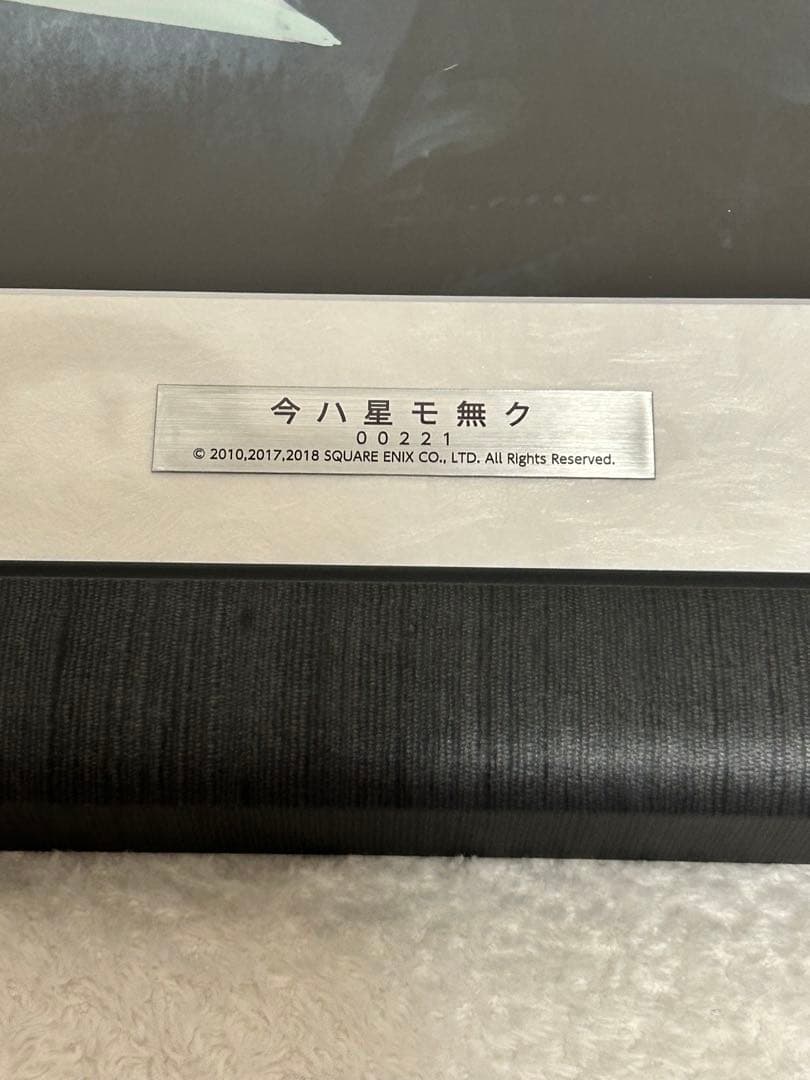 今ハ星モ無ク
00221
© 2010,2017,2018 SQUARE ENIX CO., LTD. All Rights Reserved.